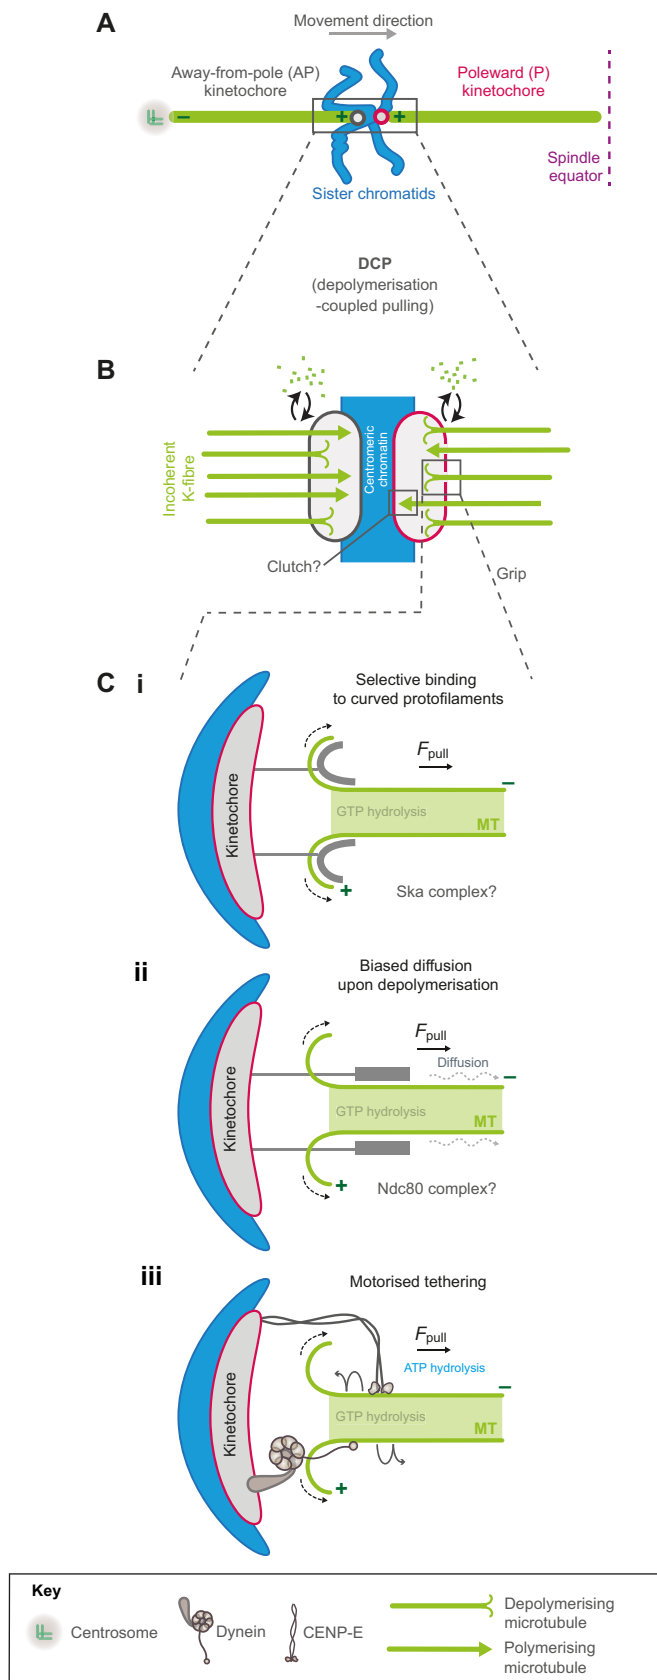 A
Movement direction
Away-from-pole (AP)
kinetochore
Poleward (P)
kinetochore
−
+
+
Spindle
equator
Sister chromatids
DCP
(depolymerisation
-coupled pulling)
B
Incoherent
K-fibre
Centromeric
chromatin
Clutch?
Grip
C
i
Selective binding
to curved protofilaments
Fpull
−
Kinetochore
GTP hydrolysis
MT
+
Ska complex?
ii
Biased diffusion
upon depolymerisation
Fpull
Diffusion
−
Kinetochore
GTP hydrolysis
MT
+
Ndc80 complex?
iii
Motorised tethering
Fpull
ATP hydrolysis
−
Kinetochore
GTP hydrolysis
MT
+
Key
Centrosome
Dynein
CENP-E
Depolymerising
microtubule
Polymerising
microtubule